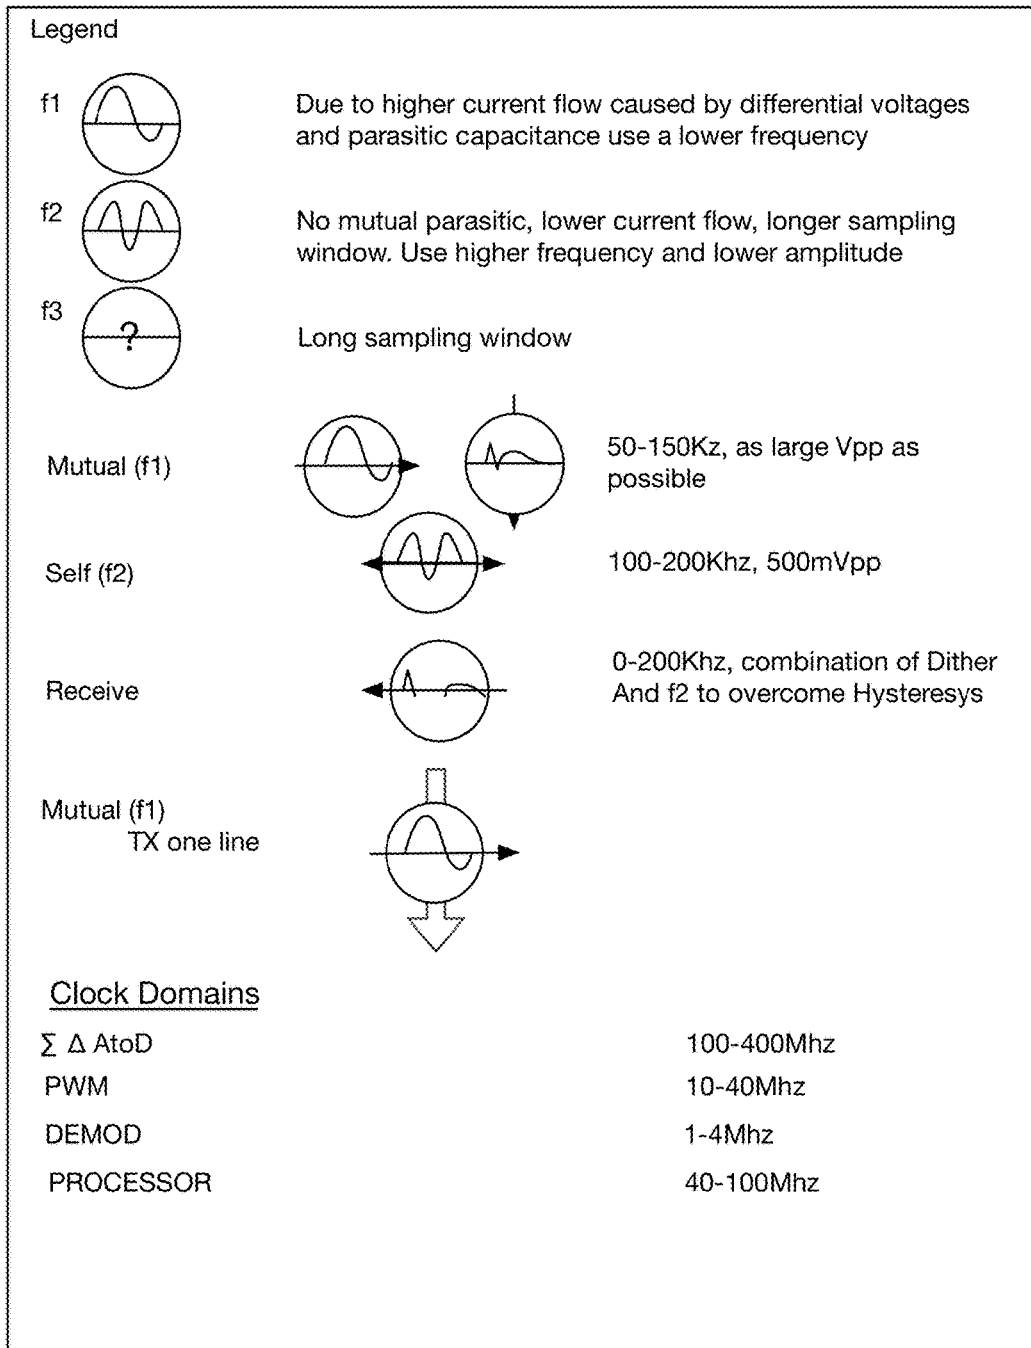 Legend
f1
Due to higher current flow caused by differential voltages
and parasitic capacitance use a lower frequency
f2
No mutual parasitic, lower current flow, longer sampling
window. Use higher frequency and lower amplitude
f3
?
Long sampling window
Mutual (f1)
50-150Kz, as large Vpp as
possible
Self (f2)
100-200Khz, 500mVpp
Receive
0-200Khz, combination of Dither
And f2 to overcome Hysteresys
Mutual (f1)
TX one line
Clock Domains
∑ Δ AtoD
100-400Mhz
PWM
10-40Mhz
DEMOD
1-4Mhz
PROCESSOR
40-100Mhz